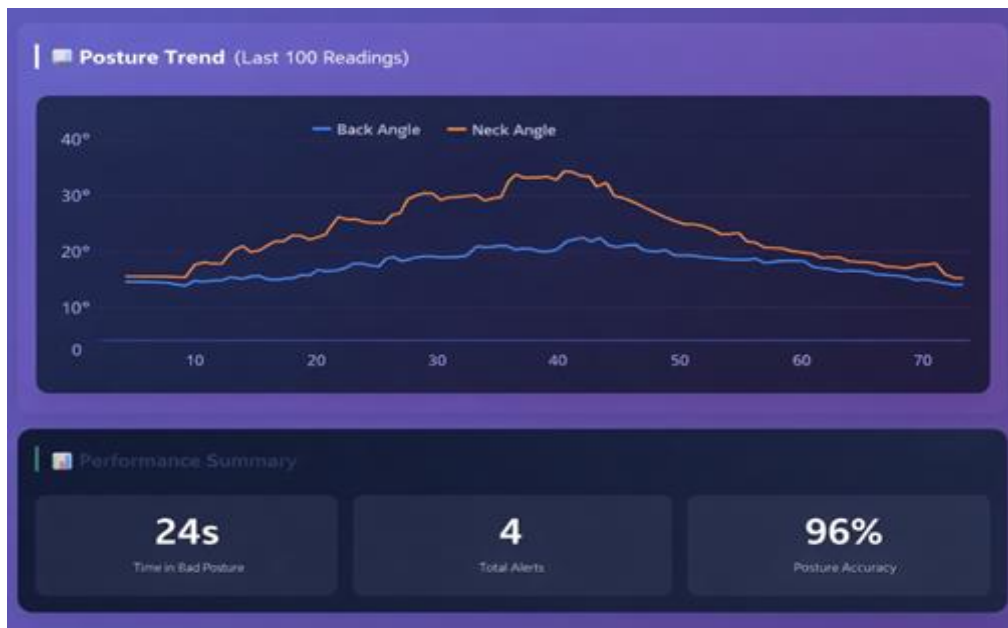 Posture Trend (Last 100 Readings)
Back Angle Neck Angle
40°
30°
20°
10°
0
10 20 30 40 50 60 70
Performance Summary
24s 4 96%
Time in Bad Posture Total Alerts Posture Accuracy